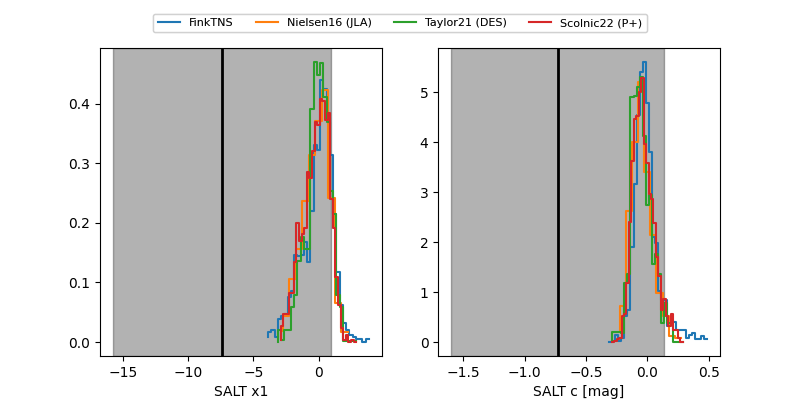 FinkTNS Nielsen16 (JLA) Taylor21 (DES) Scolnic22 (P+)
0.4
0.3
0.2
0.1
0.0
−15 −10 −5 0
SALT x1
5
4
3
2
1
0
−1.5 −1.0 −0.5 0.0 0.5
SALT c [mag]